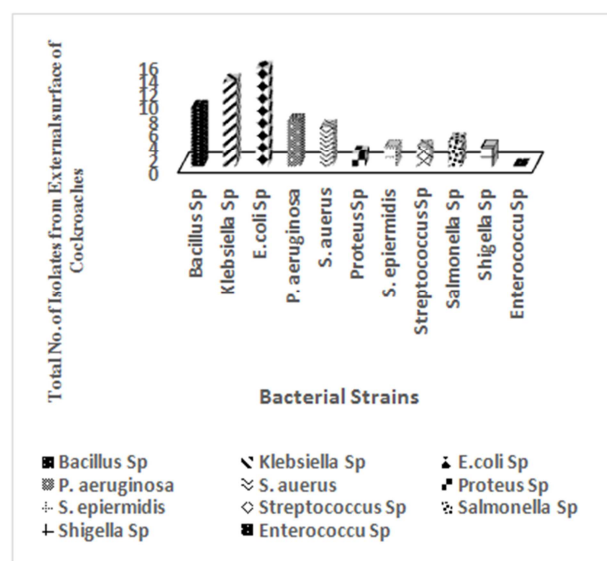 Total No. of Isolates from External surface of
Cockroaches
16
14
12
10
8
6
4
2
0
Bacillus Sp
Klebsiella Sp
E.coli Sp
P. aeruginosa
S. auerus
Proteus Sp
S. epiermidis
Streptococcus Sp
Salmonella Sp
Shigella Sp
Enterococcu Sp
Bacterial Strains
Bacillus Sp Klebsiella Sp E.coli Sp
P. aeruginosa S. auerus Proteus Sp
S. epiermidis Streptococcus Sp Salmonella Sp
Shigella Sp Enterococcu Sp